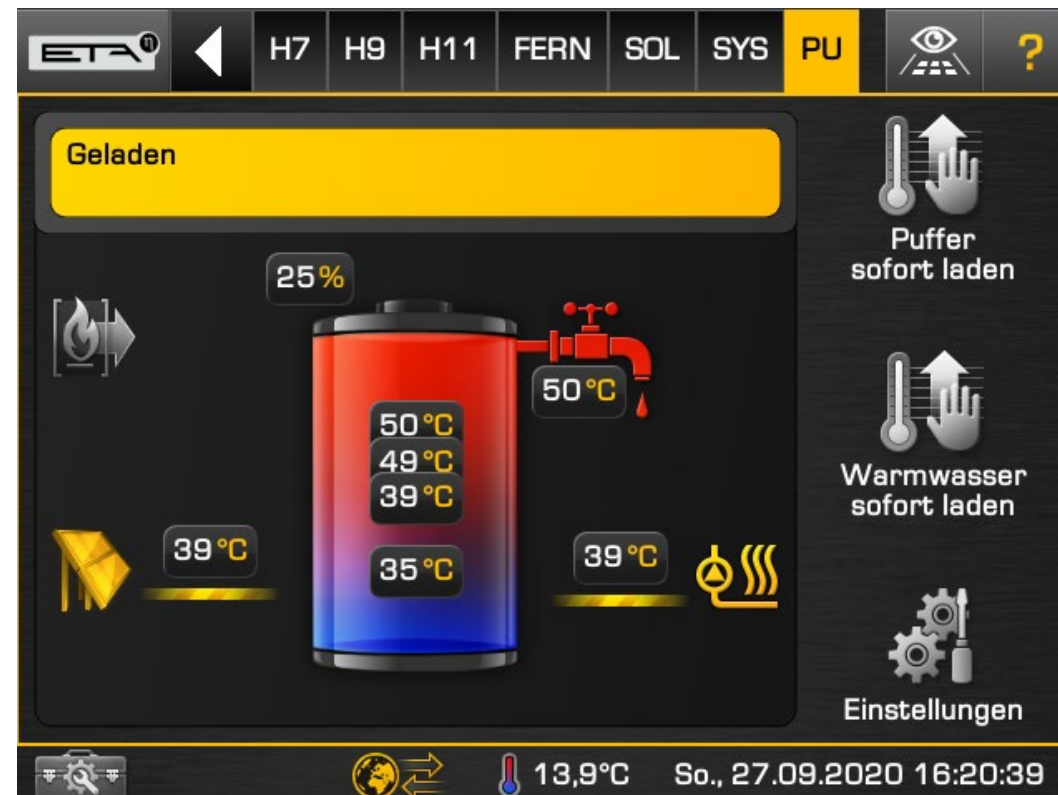 ETAη H7 H9 H11 FERN SOL SYS PU ?
Geladen
Puffer
sofort laden
25%
50°C
50°C
49°C
39°C
35°C
39°C
39°C
Warmwasser
sofort laden
Einstellungen
13,9°C So., 27.09.2020 16:20:39